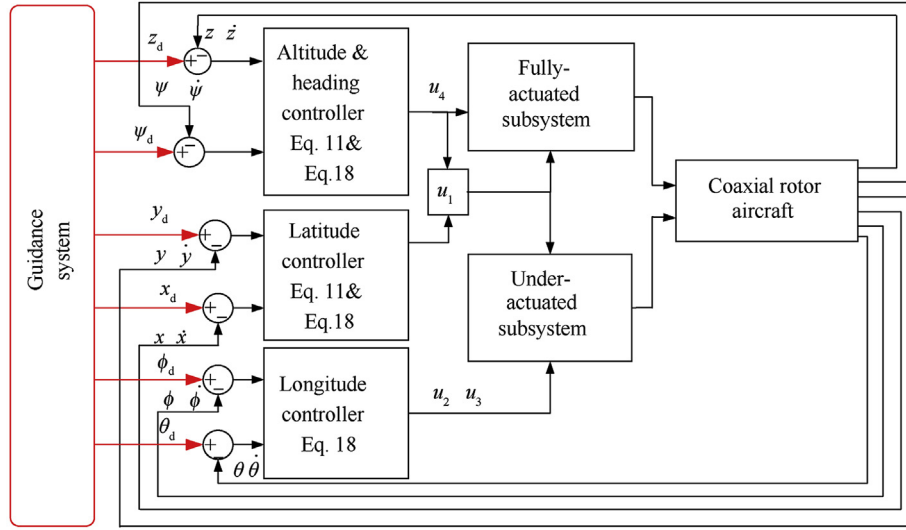 Guidance
system
z_d
z ż
ψ ψ̇
ψ_d
y_d
y ẏ
x_d
x ẋ
ϕ_d
ϕ ϕ̇
θ_d
θ θ̇
+
−
+
−
+
−
+
−
+
−
+
−
Altitude &
heading
controller
Eq. 11&
Eq.18
Latitude
controller
Eq. 11&
Eq.18
Longitude
controller
Eq. 18
u_4
u_1
u_2 u_3
Fully-
actuated
subsystem
Under-
actuated
subsystem
Coaxial rotor
aircraft